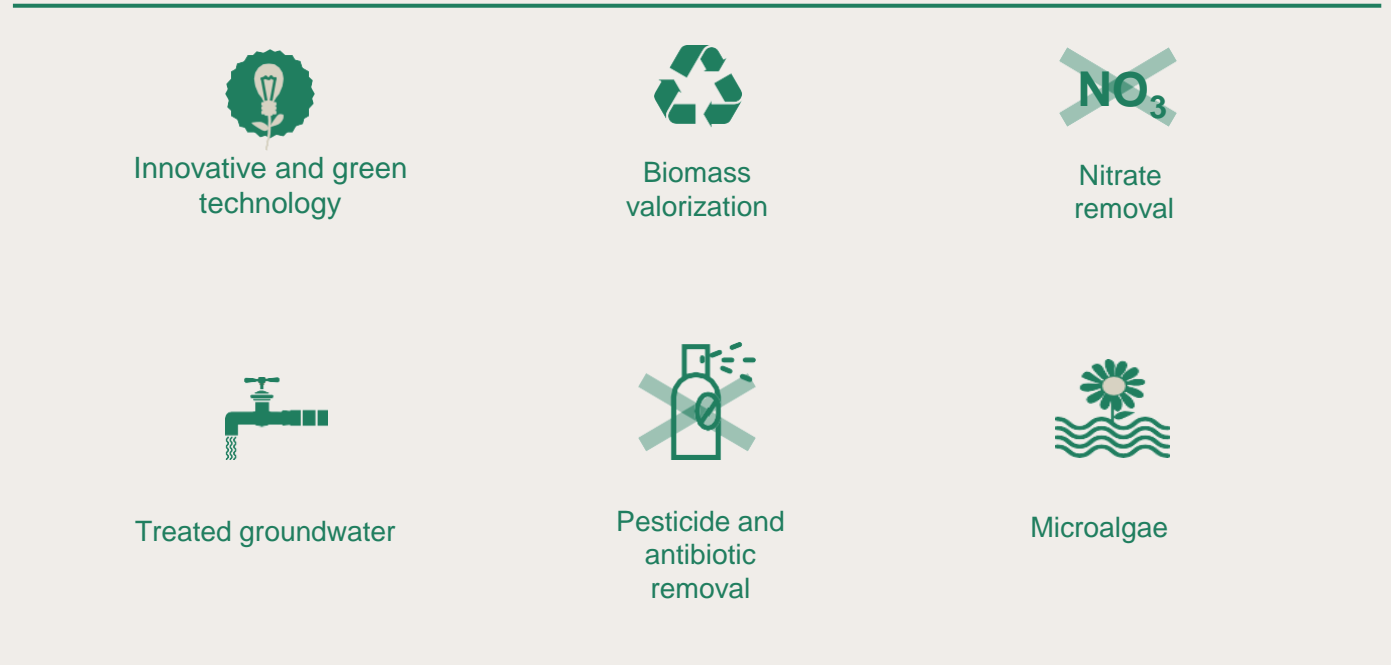 Innovative and green
technology
Biomass
valorization
NO₃
Nitrate
removal
Treated groundwater
Pesticide and
antibiotic
removal
Microalgae